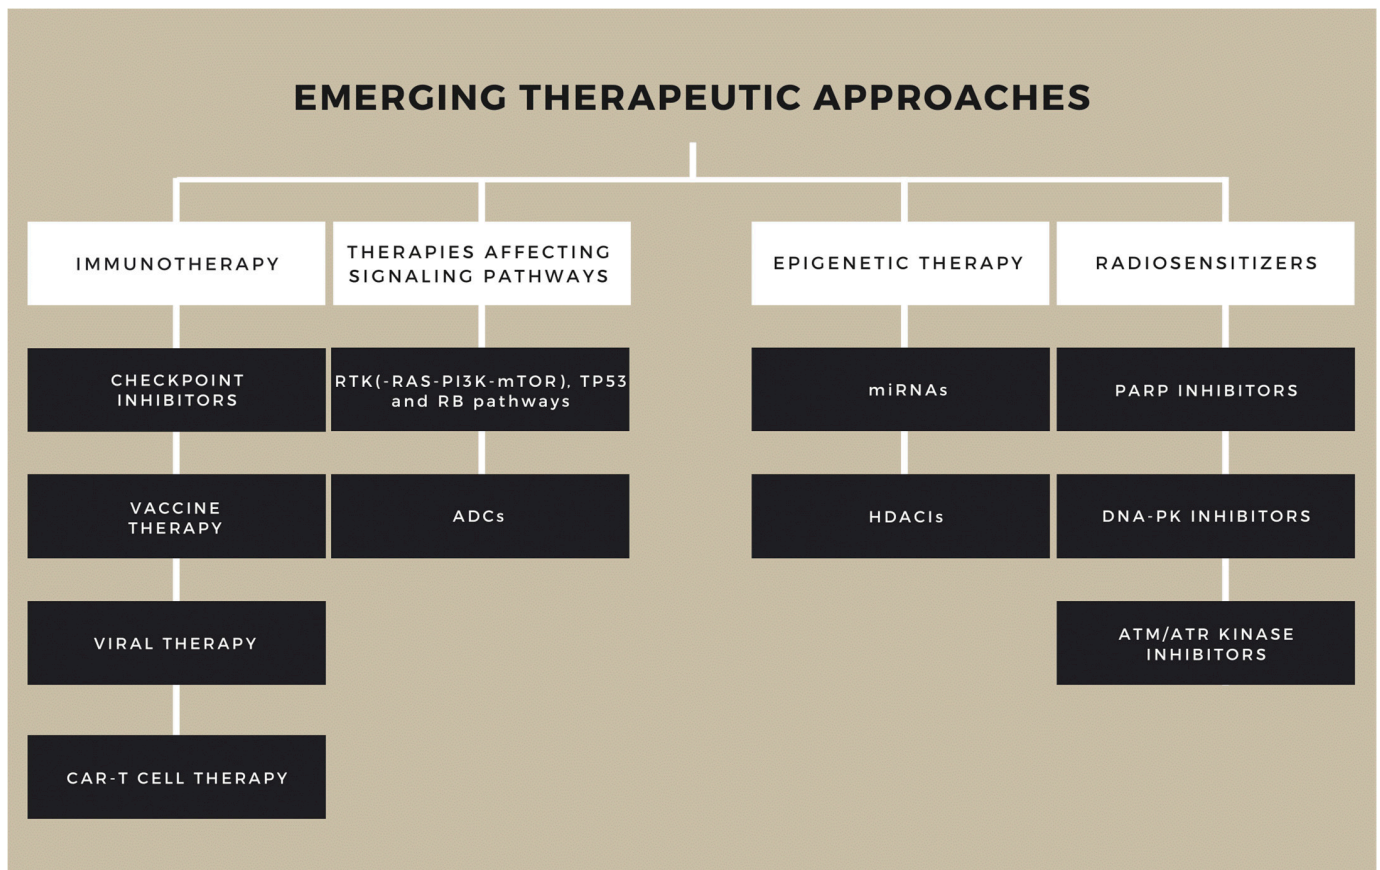 EMERGING THERAPEUTIC APPROACHES
IMMUNOTHERAPY
CHECKPOINT
INHIBITORS
VACCINE
THERAPY
VIRAL THERAPY
CAR-T CELL THERAPY
THERAPIES AFFECTING
SIGNALING PATHWAYS
RTK(-RAS-PI3K-mTOR), TP53
and RB pathways
ADCs
EPIGENETIC THERAPY
miRNAs
HDACIs
RADIOSENSITIZERS
PARP INHIBITORS
DNA-PK INHIBITORS
ATM/ATR KINASE
INHIBITORS